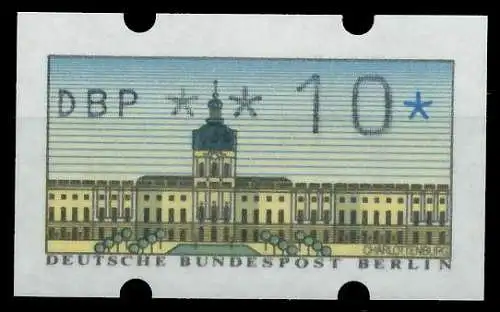 DBP ** 10*
CHARLOTTENBURG
DEUTSCHE BUNDESPOST BERLIN